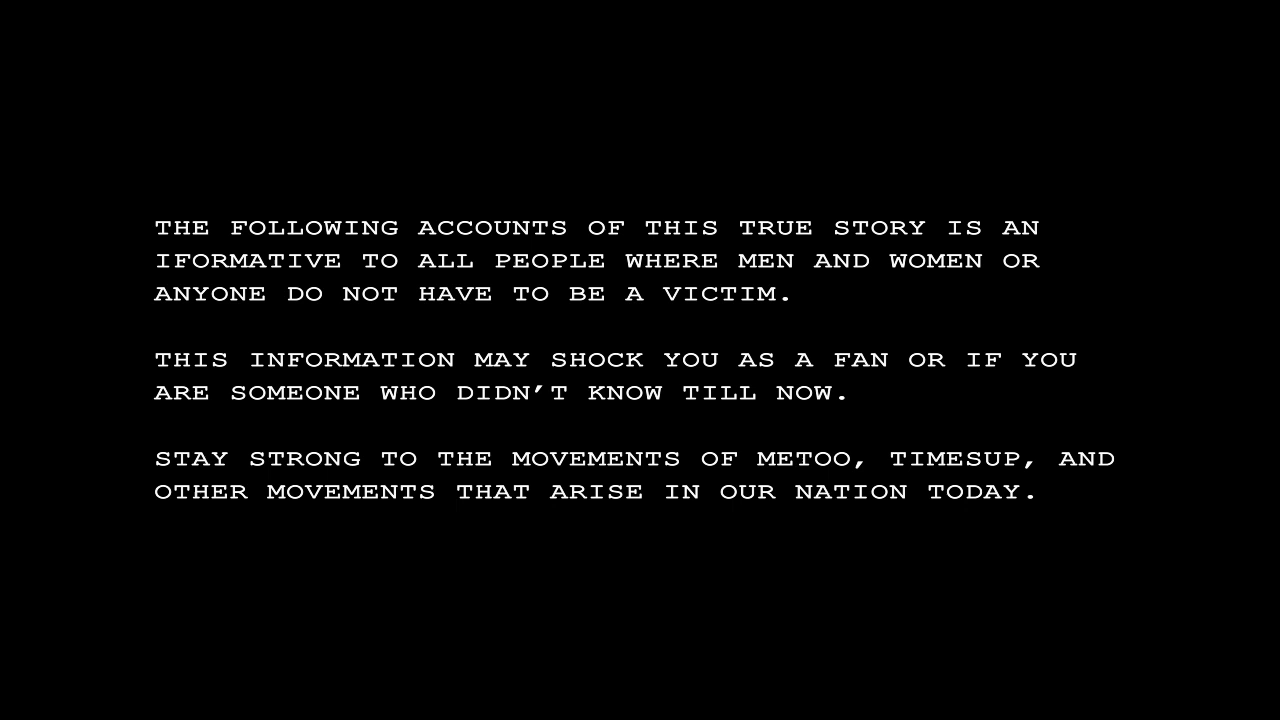 THE FOLLOWING ACCOUNTS OF THIS TRUE STORY IS AN
IFORMATIVE TO ALL PEOPLE WHERE MEN AND WOMEN OR
ANYONE DO NOT HAVE TO BE A VICTIM.
THIS INFORMATION MAY SHOCK YOU AS A FAN OR IF YOU
ARE SOMEONE WHO DIDN’T KNOW TILL NOW.
STAY STRONG TO THE MOVEMENTS OF METOO, TIMESUP, AND
OTHER MOVEMENTS THAT ARISE IN OUR NATION TODAY.